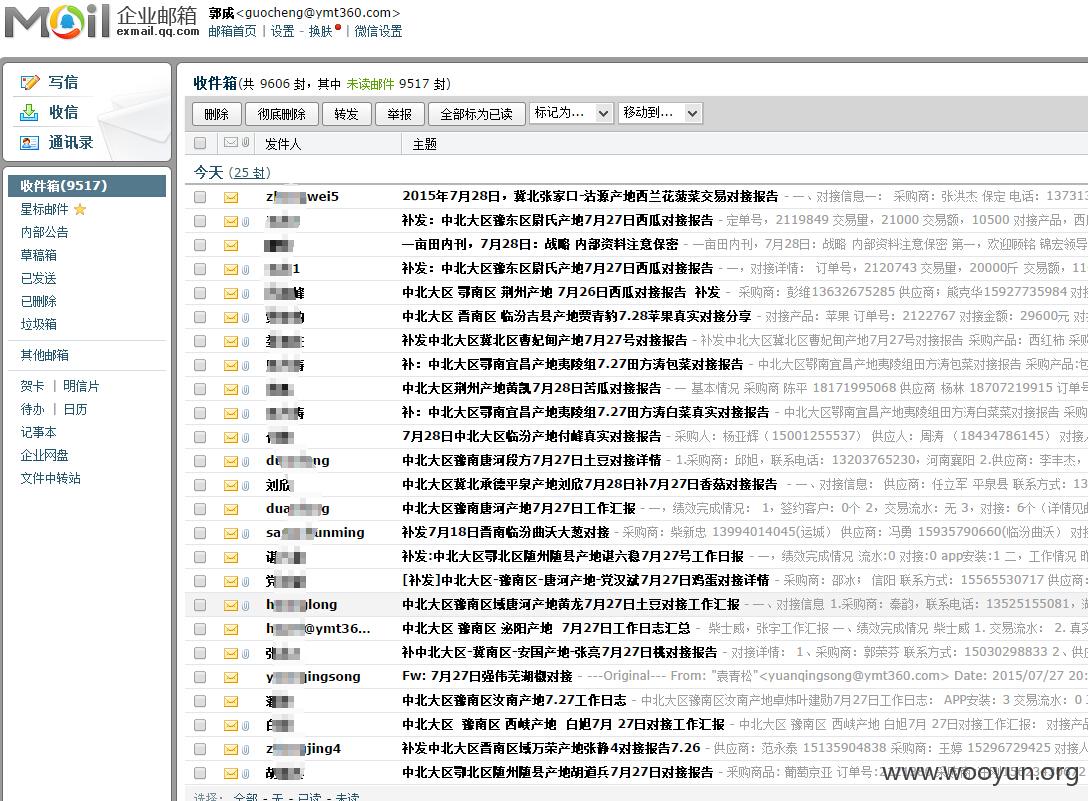 Mail 企业邮箱 exmail.qq.com
郭成<guocheng@ymt360.com>
邮箱首页 | 设置 - 换肤 | 微信设置
写信
收信
通讯录
收件箱(9517)
星标邮件
内部公告
草稿箱
已发送
已删除
垃圾箱
其他邮箱
贺卡 | 明信片
待办 | 日历
记事本
企业网盘
文件中转站
收件箱(共 9606 封，其中 未读邮件 9517 封)
删除 彻底删除 转发 举报 全部标为已读 标记为... 移动到...
发件人 主题
今天 (25 封)
wei5 2015年7月28日，冀北张家口-沽源产地西兰花菠菜交易对接报告 - 一、对接信息一： 采购商：张洪杰 保定 电话：137313
补发：中北大区豫东区尉氏产地7月27日西瓜对接报告 - 定单号，2119849 交易量，21000 交易额，10500 对接产品，西
一亩田内刊，7月28日：战略 内部资料注意保密 - 一亩田内刊，7月28日：战略 内部资料注意保密 第一，欢迎顾铭 锦宏领导
1 补发：中北大区豫东区尉氏产地7月27日西瓜对接报告 - 一，对接详情： 订单号，2120743 交易量，20000斤 交易额，11
峰 中北大区 鄂南区 荆州产地 7月26日西瓜对接报告 补发 - 采购商：彭维13632675285 供应商：熊克华15927735984 对接
中北大区 晋南区 临汾吉县产地贾青豹7.28苹果真实对接分享 - 对接产品：苹果 订单号：2122767 对接金额：29600元 对
补发中北大区冀北区曹妃甸产地7月27号对接报告 - 补发中北大区冀北区曹妃甸产地7月27号对接报告 采购产品：西红柿 采
补：中北大区鄂南宜昌产地夷陵组7.27田方涛包菜对接报告 - 中北大区鄂南宜昌产地夷陵组田方涛包菜对接报告 采购产品:包
中北大区荆州产地黄凯7月28日苦瓜对接报告 - 一 基本情况 采购商 陈平 18171995068 供应商 杨林 18707219915 订单号
涛 补：中北大区鄂南宜昌产地夷陵组7.27田方涛白菜真实对接报告 - 中北大区鄂南宜昌产地夷陵组田方涛白菜菜对接报告 采购
7月28日中北大区临汾产地付峰真实对接报告 - 采购人：杨亚辉（15001255537） 供应人：周涛 （18434786145） 对接
du ng 中北大区豫南唐河段方7月27日土豆对接详情 - 1.采购商：邱旭，联系电话：13203765230，河南襄阳 2.供应商：李丰杰，
刘欣 中北大区冀北承德平泉产地刘欣7月28日补7月27日香菇对接报告 - 一、对接信息： 供应商：任立军 平泉县 联系方式：13
dua g 中北大区豫南唐河产地7月27日工作汇报 - 一，绩效完成情况： 1，签约客户：0个 2，交易流水：无 3，对接：6个（详情见
sa unming 补发7月18日晋南临汾曲沃大葱对接 - 采购商：柴新忠 13994014045(运城） 供应商：冯勇 15935790660(临汾曲沃） 对接
谌 补发:中北大区鄂北区随州随县产地谌六稳7月27号工作日报 - 一，绩效完成情况 流水:0 对接:0 app安装:1 二，工作情况
党 [补发]中北大区-豫南区-唐河产地-党汉斌7月27日鸡蛋对接详情 - 采购商：邵冰； 信阳 联系方式：15565530717 供应商：
h long 中北大区豫南区域唐河产地黄龙7月27日土豆对接工作汇报 - 一、对接信息 1.采购商：秦韵，联系电话：13525155081，
h @ymt36... 中北大区 豫南区 泌阳产地 7月27日工作日志汇总 - 柴士威，张宇工作汇报 一、绩效完成情况 柴士威 1. 交易流水： 2. 真
张 补中北大区-冀南区-安国产地-张亮7月27日桃对接报告 - 对接详情： 1、采购商：郭荣芬 联系方式：15030298833 2、供
y ingsong Fw: 7月27日强伟芜湖椒对接 - ---Original--- From: "袁青松"<yuanqingsong@ymt360.com> Date: 2015/07/27 20:
中北大区豫南区汝南产地7.27工作日志 - 中北大区豫南区汝南产地卓炜叶建勋7月27日工作日志： APP安装：3 交易流水：0
白 中北大区 豫南区 西峡产地 白旭7月 27日对接工作汇报 - 中北大区 豫南区 西峡产地 白旭7月 27日对接工作汇报： 对接产品
z jing4 补发中北大区晋南区域万荣产地张静4对接报告7.26 - 供应商：范永泰 15135904838 采购商：王婷 15296729425 对接
胡 中北大区鄂北区随州随县产地胡道兵7月27日对接报告 - 采购商品：葡萄京亚 订单号:
选择： 全部 - 无 - 已读 - 未读
www.wooyun.org